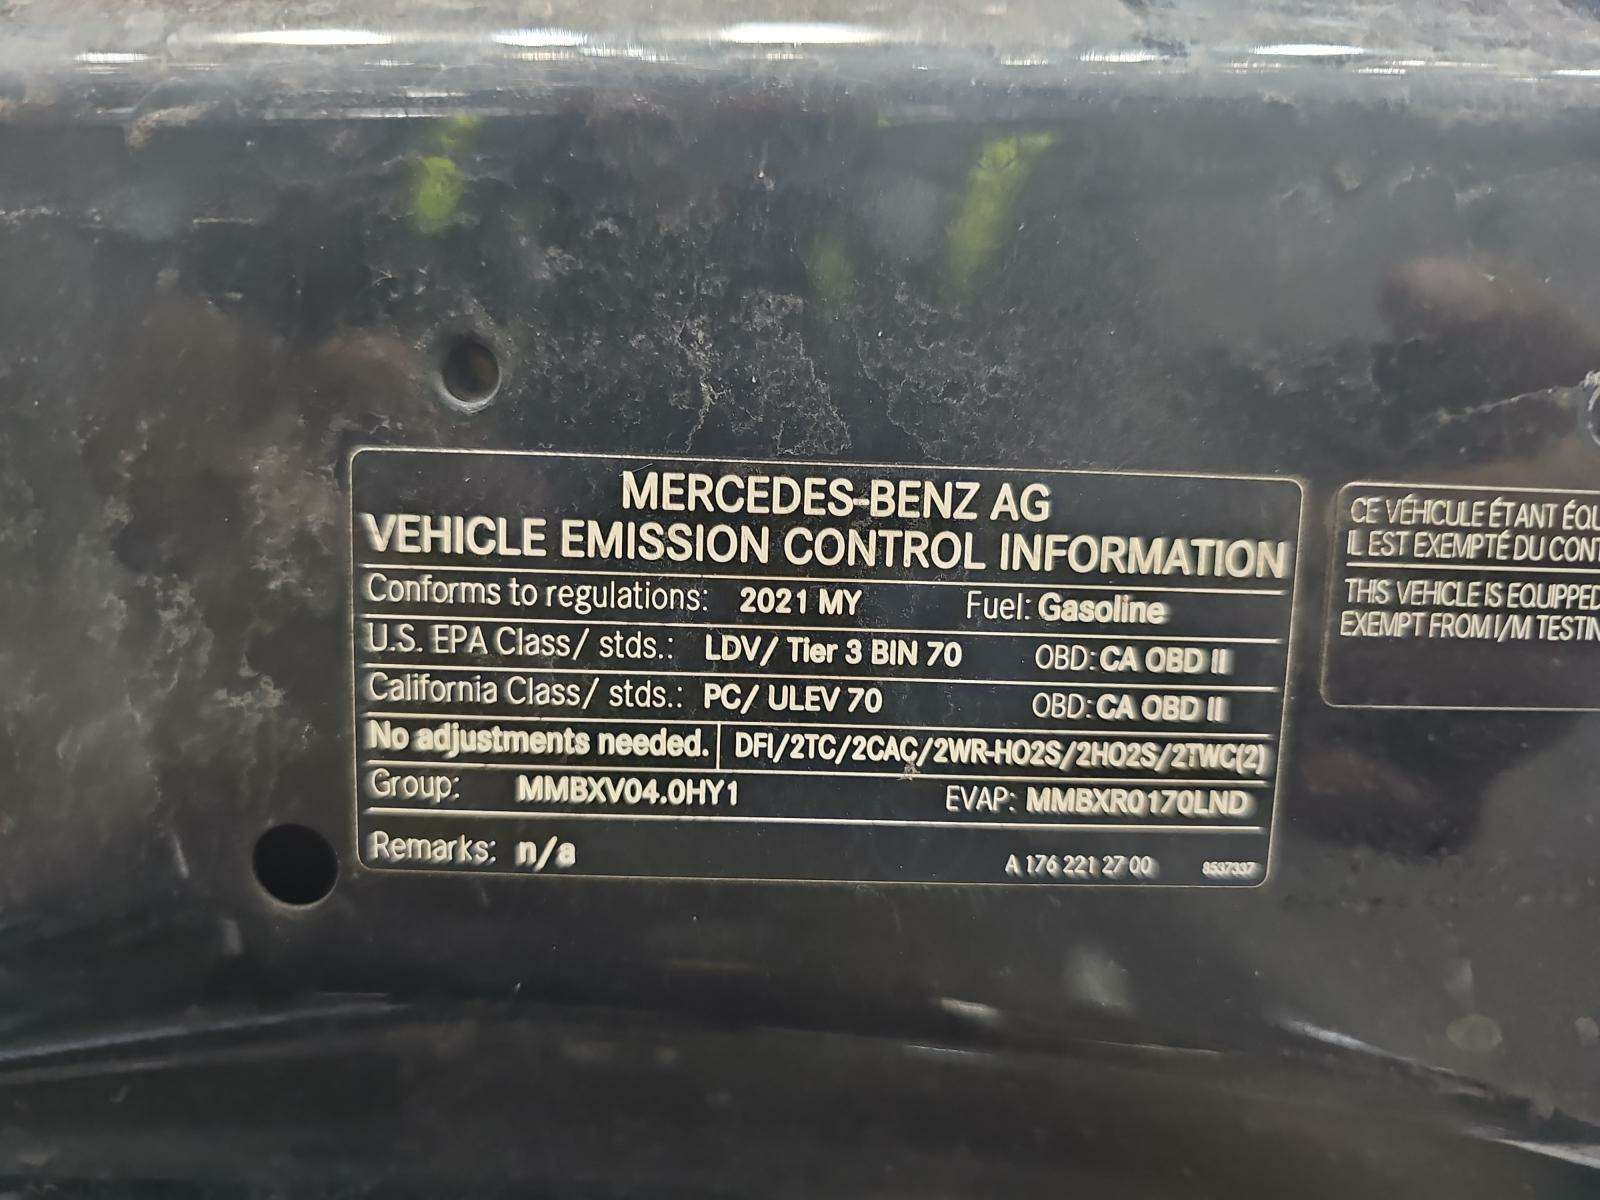 MERCEDES-BENZ AG
VEHICLE EMISSION CONTROL INFORMATION
Conforms to regulations: 2021 MY Fuel: Gasoline
U.S. EPA Class/ stds.: LDV/ Tier 3 BIN 70 OBD: CA OBD II
California Class/ stds.: PC/ ULEV 70 OBD: CA OBD II
No adjustments needed. DFI/2TC/2CAC/2WR-HO2S/2HO2S/2TWC(2)
Group: MMBXV04.0HY1 EVAP: MMBXR0170LND
Remarks: n/a A 176 221 27 00 8537337
CE VÉHICULE ÉTANT ÉQU
IL EST EXEMPTÉ DU CONT
THIS VEHICLE IS EQUIPPED
EXEMPT FROM I/M TESTIN